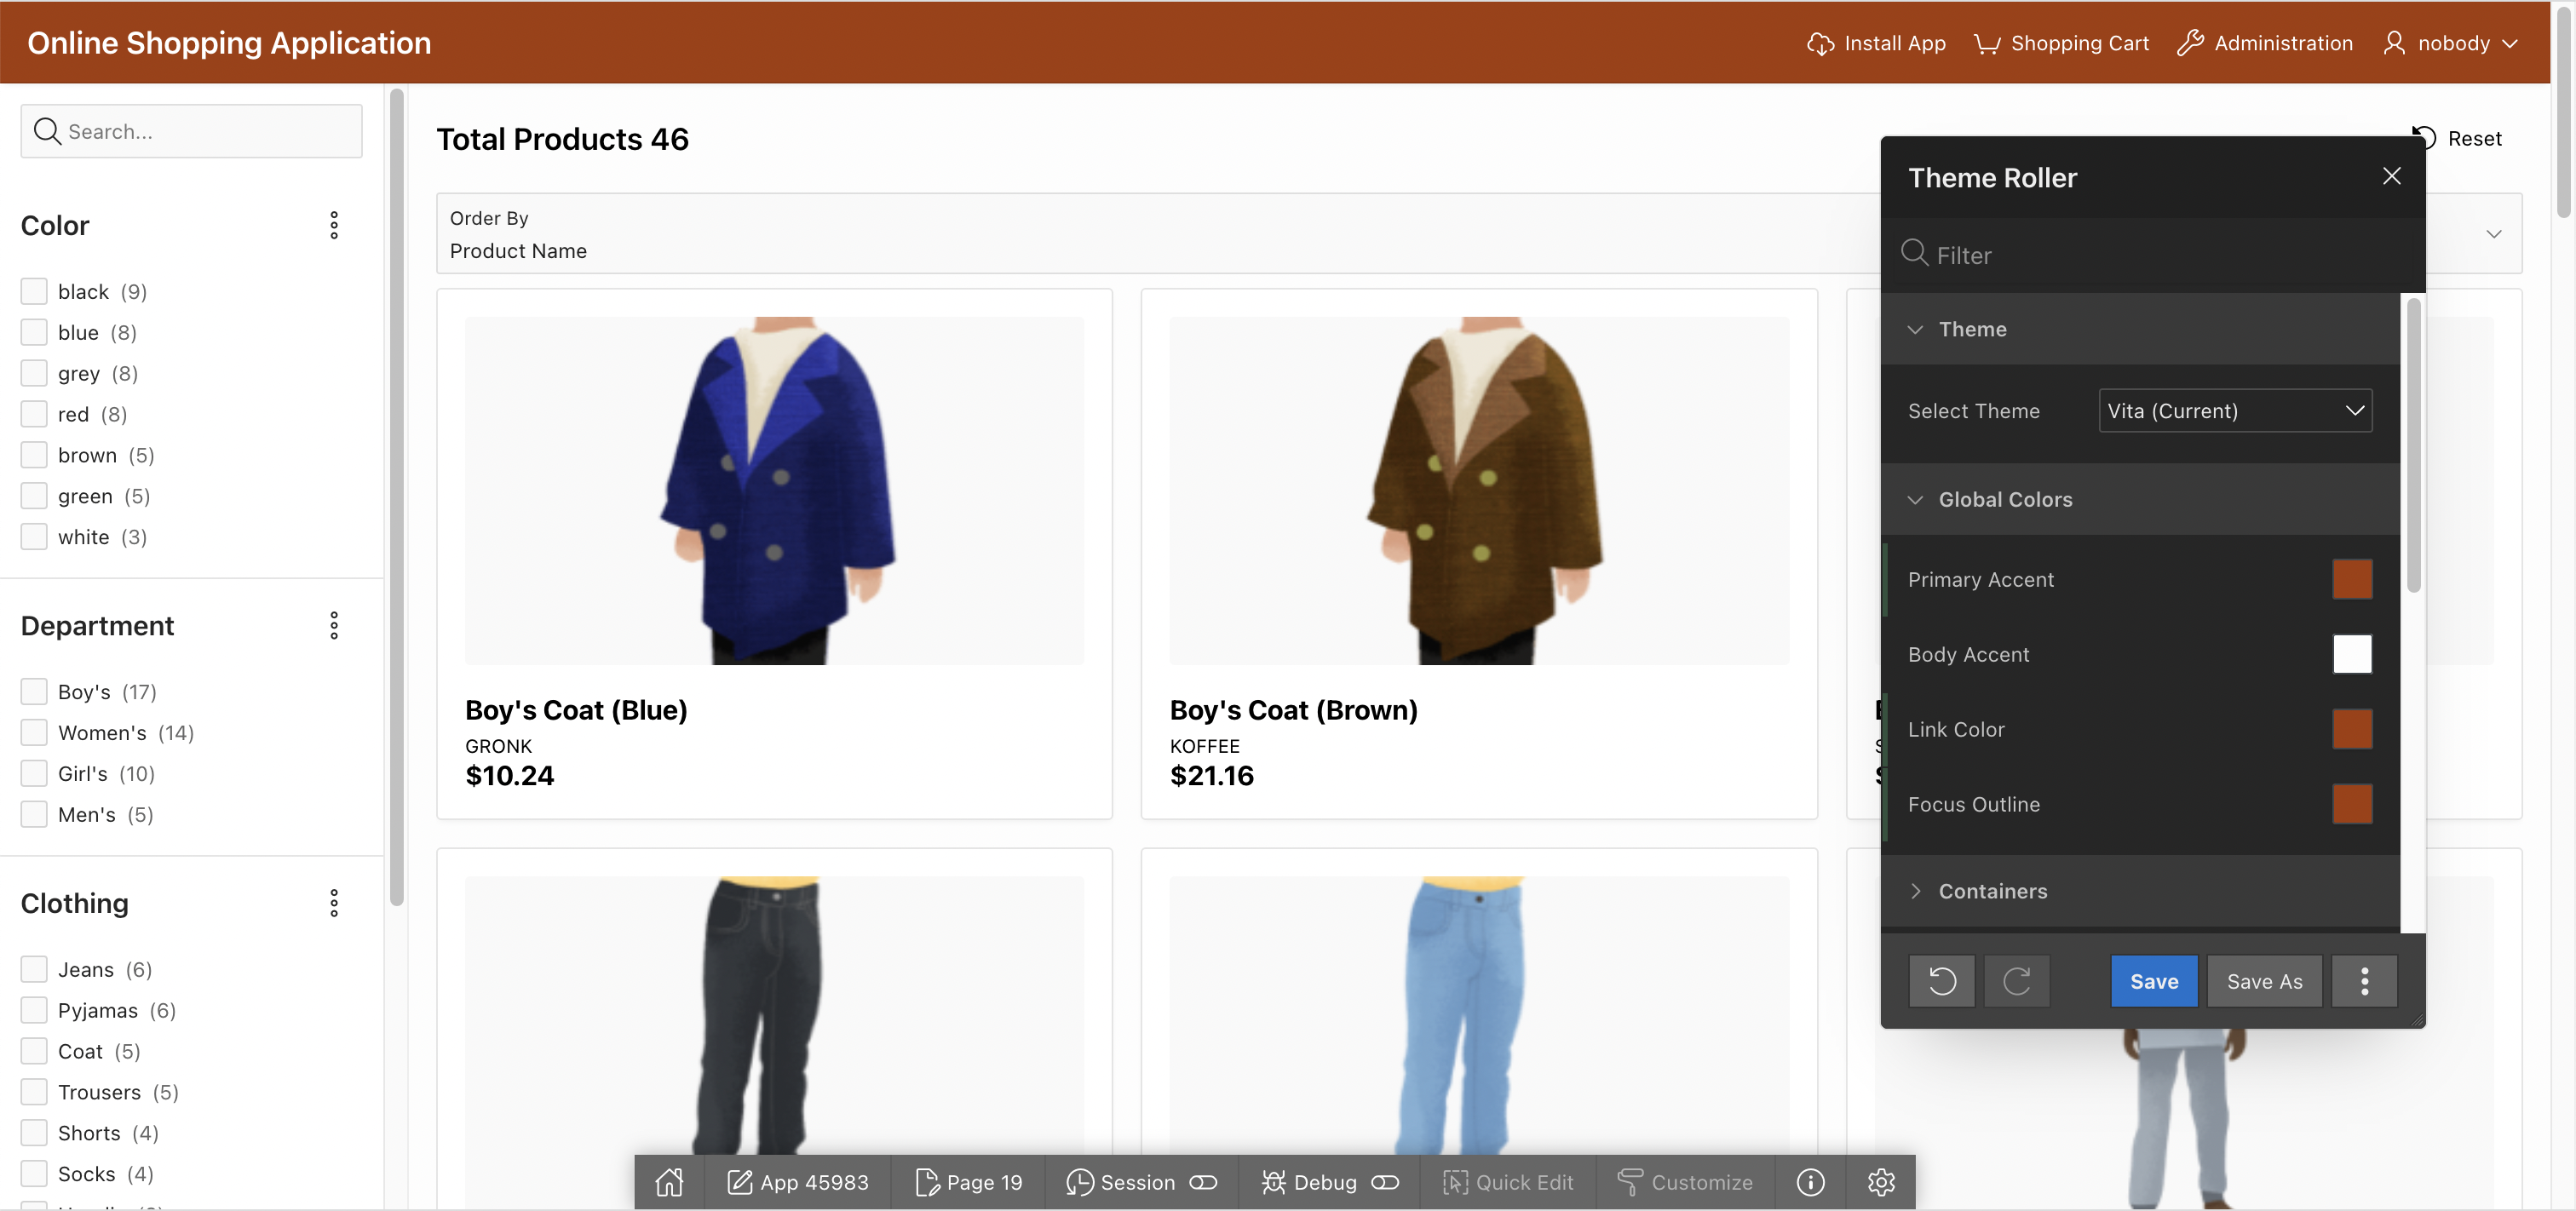 Online Shopping Application
Install App
Shopping Cart
Administration
nobody
Search...
Color
black (9)
blue (8)
grey (8)
red (8)
brown (5)
green (5)
white (3)
Department
Boy's (17)
Women's (14)
Girl's (10)
Men's (5)
Clothing
Jeans (6)
Pyjamas (6)
Coat (5)
Trousers (5)
Shorts (4)
Socks (4)
Total Products 46
Reset
Order By
Product Name
Boy's Coat (Blue)
GRONK
$10.24
Boy's Coat (Brown)
KOFFEE
$21.16
Theme Roller
Filter
Theme
Select Theme
Vita (Current)
Global Colors
Primary Accent
Body Accent
Link Color
Focus Outline
Containers
Save
Save As
App 45983
Page 19
Session
Debug
Quick Edit
Customize